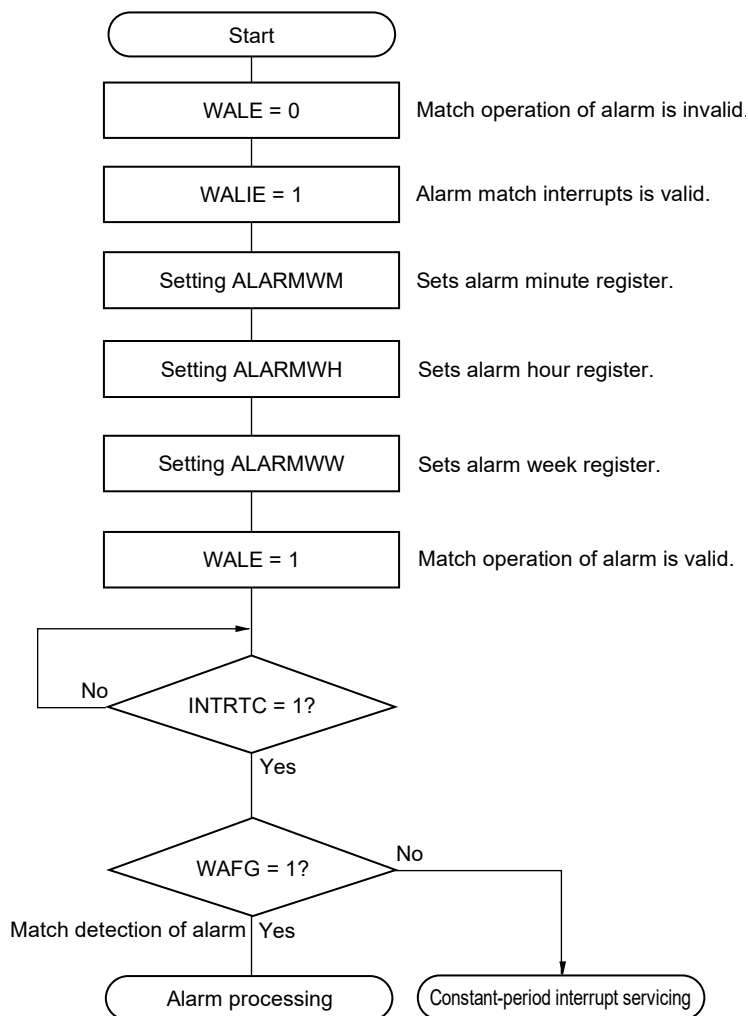 Start
WALE = 0
Match operation of alarm is invalid.
WALIE = 1
Alarm match interrupts is valid.
Setting ALARMWM
Sets alarm minute register.
Setting ALARMWH
Sets alarm hour register.
Setting ALARMWW
Sets alarm week register.
WALE = 1
Match operation of alarm is valid.
No
INTRTC = 1?
Yes
WAFG = 1?
No
Match detection of alarm
Yes
Alarm processing
Constant-period interrupt servicing